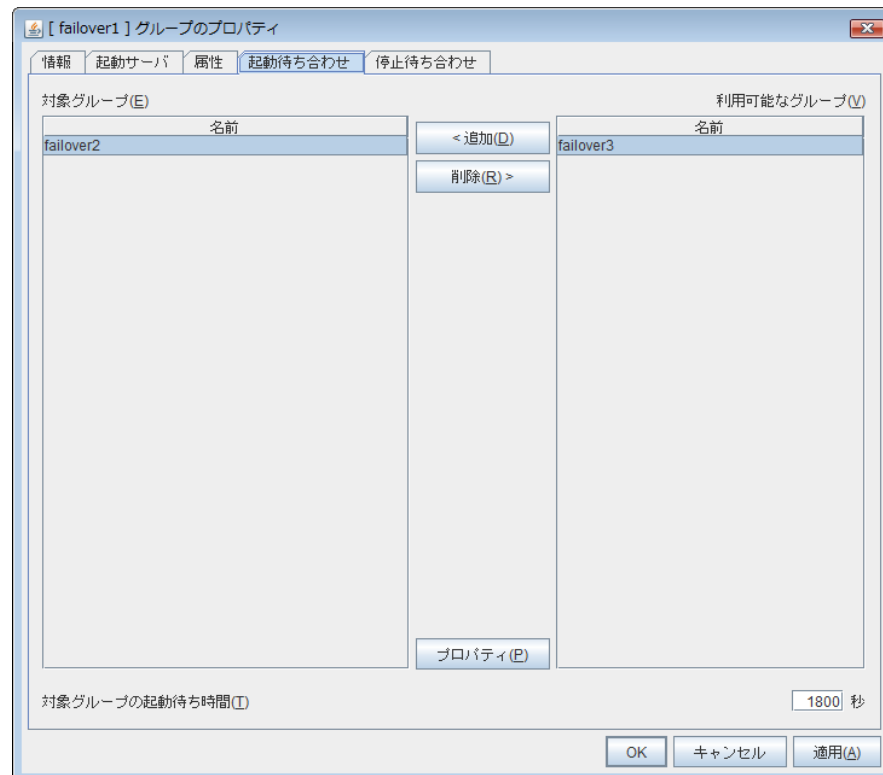 [ failover1 ] グループのプロパティ
情報 起動サーバ 属性 起動待ち合わせ 停止待ち合わせ
対象グループ(E) 利用可能なグループ(V)
名前 < 追加(D) 名前
failover2 failover3
削除(R) >
プロパティ(P)
対象グループの起動待ち時間(T) 1800 秒
OK キャンセル 適用(A)